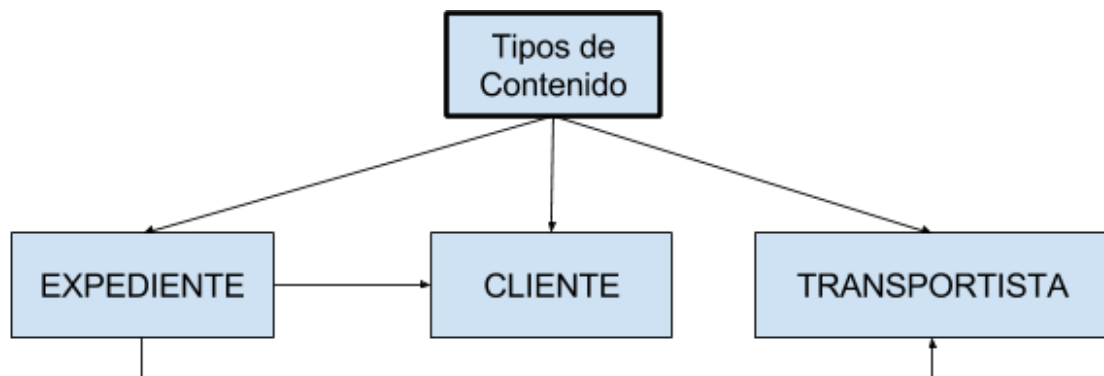 Tipos de
Contenido
EXPEDIENTE
CLIENTE
TRANSPORTISTA